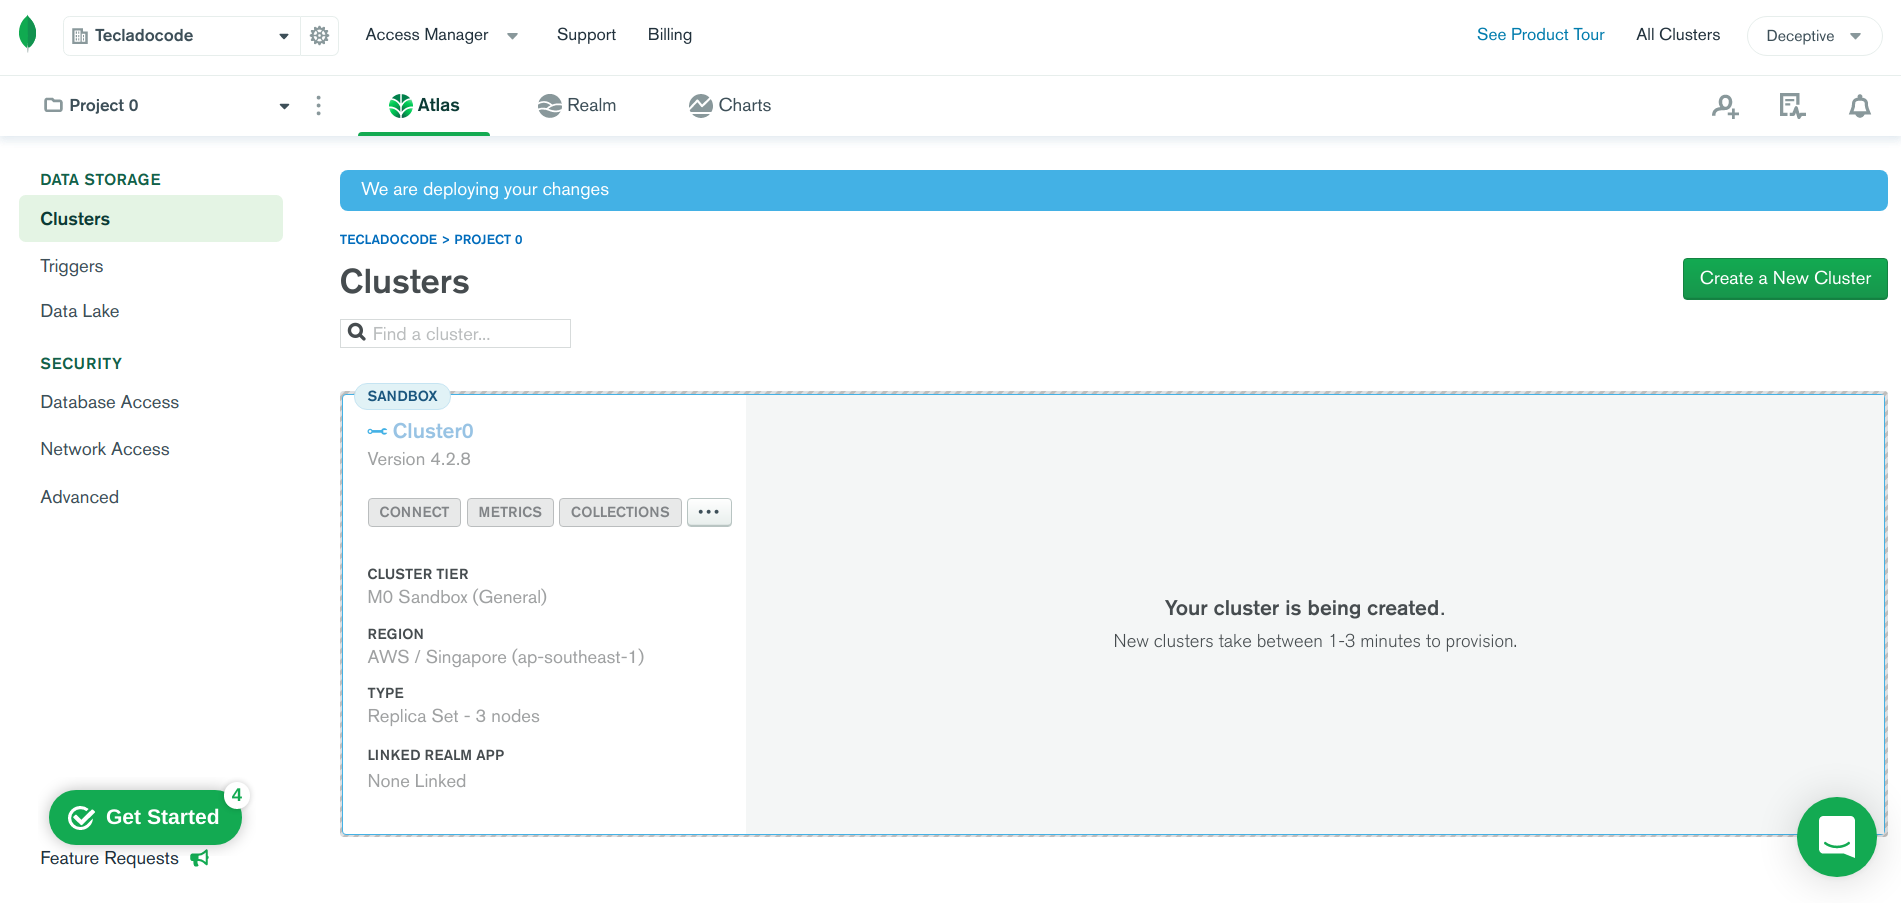 Tecladocode
Access Manager
Support
Billing
See Product Tour
All Clusters
Deceptive
Project 0
Atlas
Realm
Charts
DATA STORAGE
Clusters
Triggers
Data Lake
SECURITY
Database Access
Network Access
Advanced
Get Started
4
Feature Requests
We are deploying your changes
TECLADOCODE > PROJECT 0
Clusters
Create a New Cluster
Find a cluster...
SANDBOX
Cluster0
Version 4.2.8
CONNECT
METRICS
COLLECTIONS
...
CLUSTER TIER
M0 Sandbox (General)
REGION
AWS / Singapore (ap-southeast-1)
TYPE
Replica Set - 3 nodes
LINKED REALM APP
None Linked
Your cluster is being created.
New clusters take between 1-3 minutes to provision.